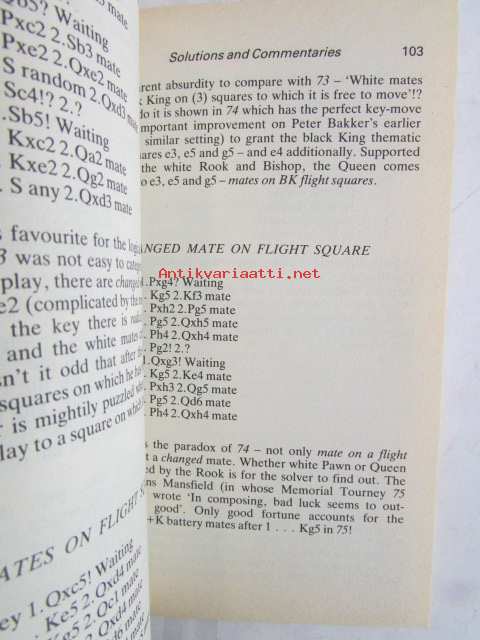 Qb5? Waiting
Pxc2 2.Sb3 mate
Pxe2 2.Qxe2 mate
S random 2.Qxd3
Sc4!? 2.?
.Sb5! Waiting
Kxc2 2.Qa2 mate
Kxe2 2.Qg2 mate
. S any 2.Qxd3 mate
favourite for the
was not easy to
play, there are changed
e2 (complicated by the
the key there is
and the white mates
n't it odd that after
squares on which he
is mightily puzzled
lay to a square on which
MATES ON FLIGHT
ey 1.Qxc5! Waiting
. Ke5 2.Qxd4 mate
Kg5 2.Qc1 mate
Solutions and Commentaries 103
rent absurdity to compare with 73 – ‘White mates
k King on (3) squares to which it is free to move’!?
do it is shown in 74 which has the perfect key-move
mportant improvement on Peter Bakker's earlier
similar setting) to grant the black King thematic
ares e3, e5 and g5 – and e4 additionally. Supported
the white Rook and Bishop, the Queen comes
o e3, e5 and g5 – mates on BK flight squares.
ANGED MATE ON FLIGHT SQUARE
.Pxg4? Waiting
. Kg5 2.Kf3 mate
. Pxh2 2.Pg5 mate
. Pg5 2.Qxh5 mate
. Ph4 2.Qxh4 mate
. Pg2! 2.?
1.Qxg3! Waiting
. Kg5 2.Ke4 mate
. Pxh3 2.Qg5 mate
. Pg5 2.Qd6 mate
. Ph4 2.Qxh4 mate
Antikvariaatti.net
s the paradox of 74 – not only mate on a flight
t a changed mate. Whether white Pawn or Queen
ed by the Rook is for the solver to find out. The
ns Mansfield (in whose Memorial Tourney 75
wrote ‘In composing, bad luck seems to out-
good’. Only good fortune accounts for the
+K battery mates after 1 . . . Kg5 in 75!